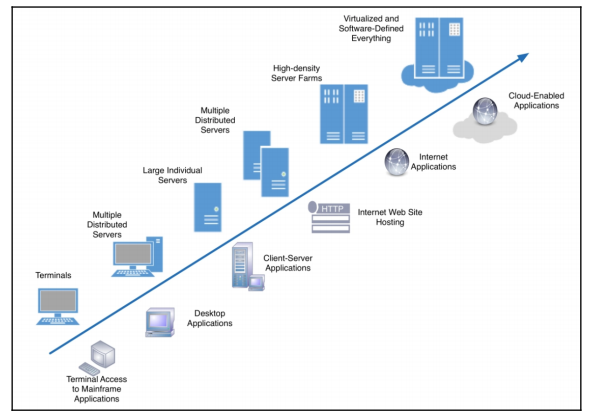 Virtualized and
Software-Defined
Everything
High-density
Server Farms
Cloud-Enabled
Applications
Multiple
Distributed
Servers
Internet
Applications
Large Individual
Servers
HTTP
Internet Web Site
Hosting
Multiple
Distributed
Servers
Client-Server
Applications
Terminals
Desktop
Applications
Terminal Access
to Mainframe
Applications